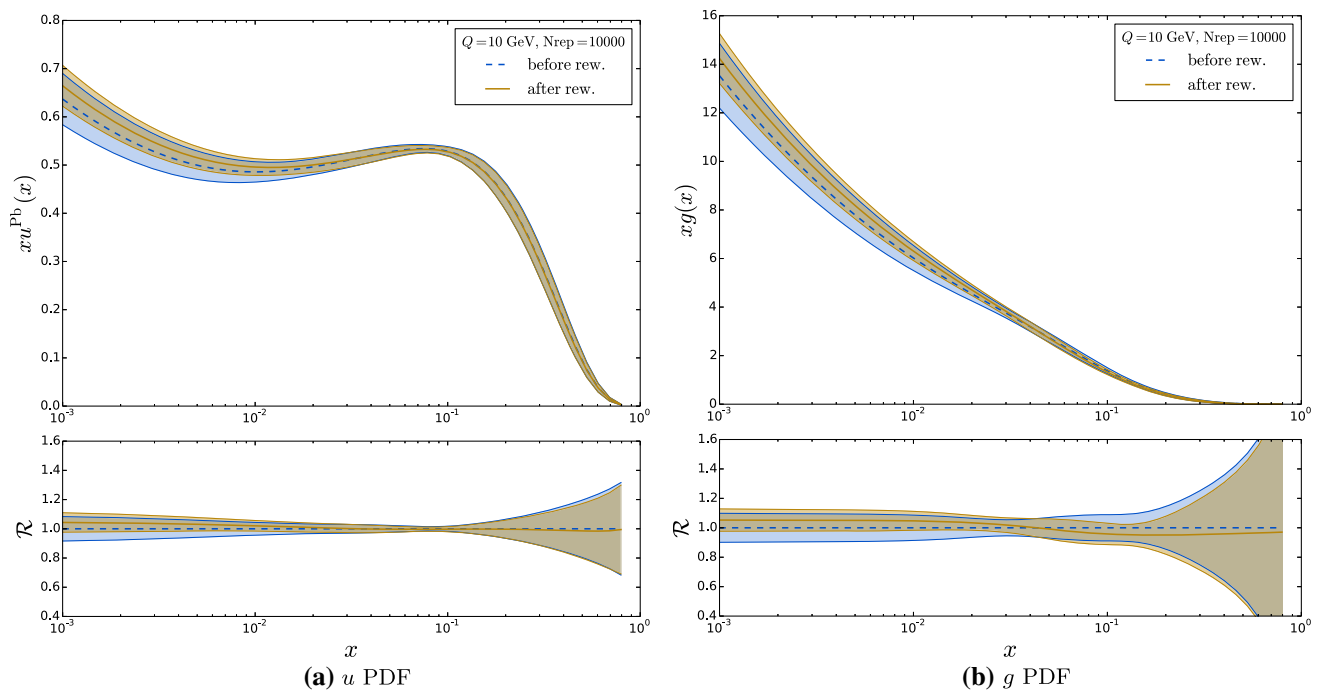 0.8
0.7
0.6
0.5
0.4
0.3
0.2
0.1
0.0
xu^Pb(x)
Q = 10 GeV, Nrep = 10000
before rew.
after rew.
10^-3 10^-2 10^-1 10^0
1.6
1.4
1.2
1.0
0.8
0.6
0.4
R
10^-3 10^-2 10^-1 10^0
x
(a) u PDF
16
14
12
10
8
6
4
2
0
xg(x)
Q = 10 GeV, Nrep = 10000
before rew.
after rew.
10^-3 10^-2 10^-1 10^0
1.6
1.4
1.2
1.0
0.8
0.6
0.4
R
10^-3 10^-2 10^-1 10^0
x
(b) g PDF